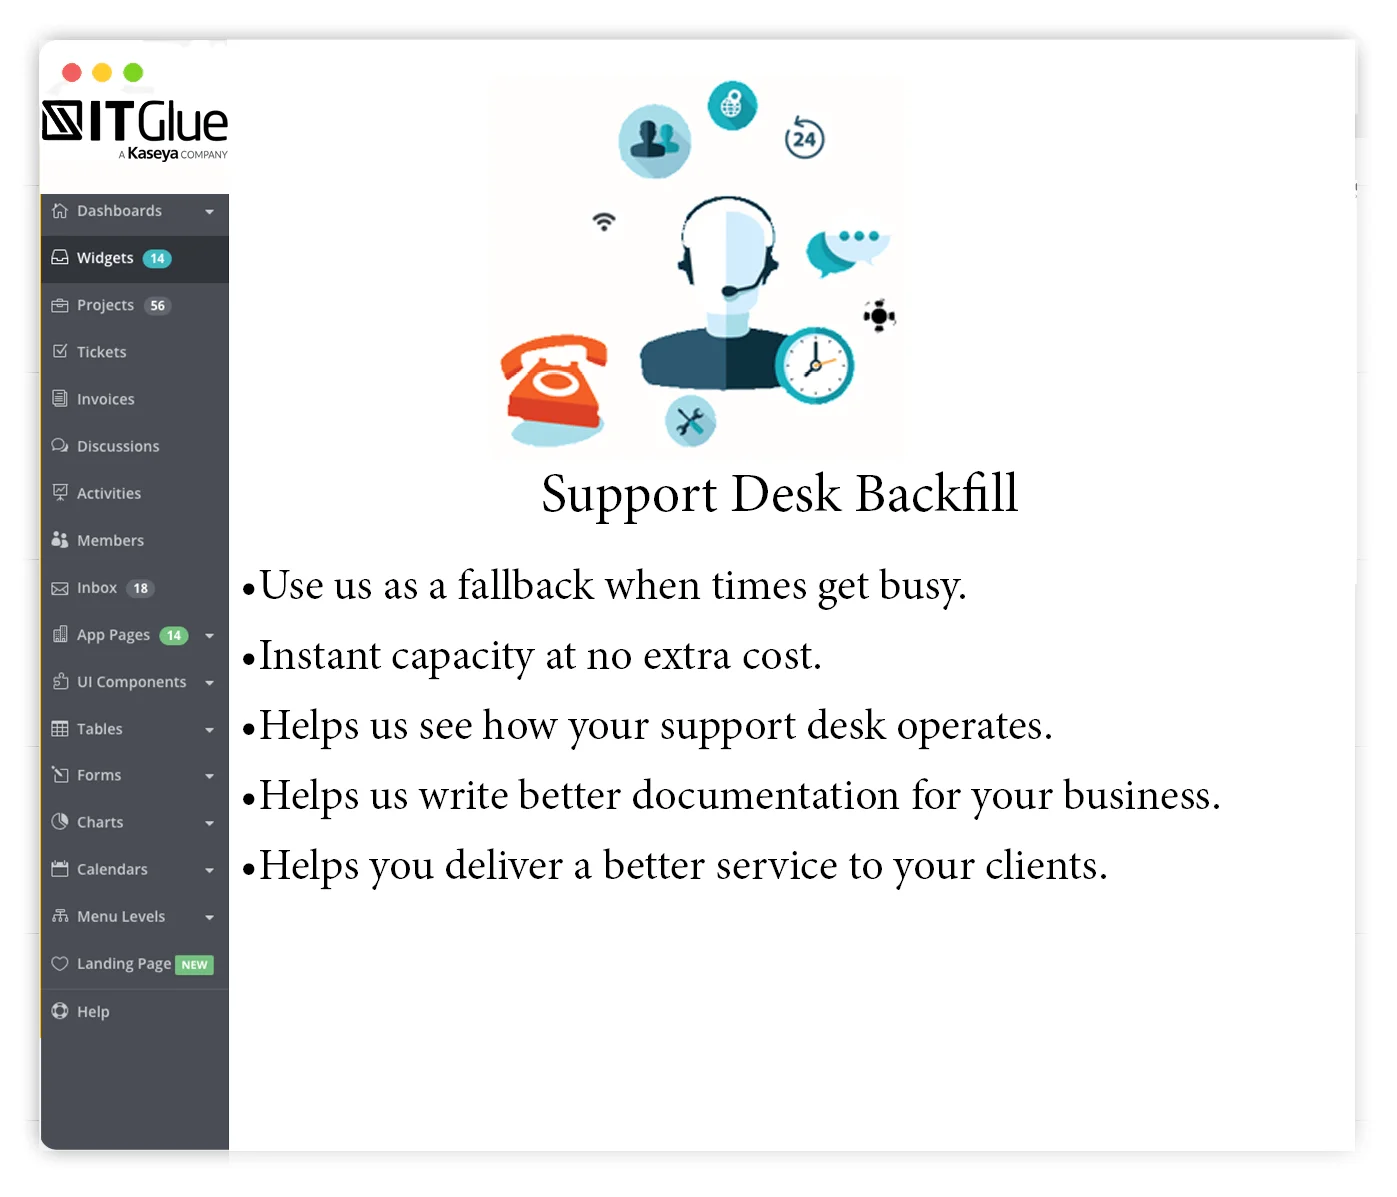 ITGlue
A Kaseya COMPANY
Dashboards
Widgets 14
Projects 56
Tickets
Invoices
Discussions
Activities
Members
Inbox 18
App Pages 14
UI Components
Tables
Forms
Charts
Calendars
Menu Levels
Landing Page NEW
Help
24
Support Desk Backfill
•Use us as a fallback when times get busy.
•Instant capacity at no extra cost.
•Helps us see how your support desk operates.
•Helps us write better documentation for your business.
•Helps you deliver a better service to your clients.